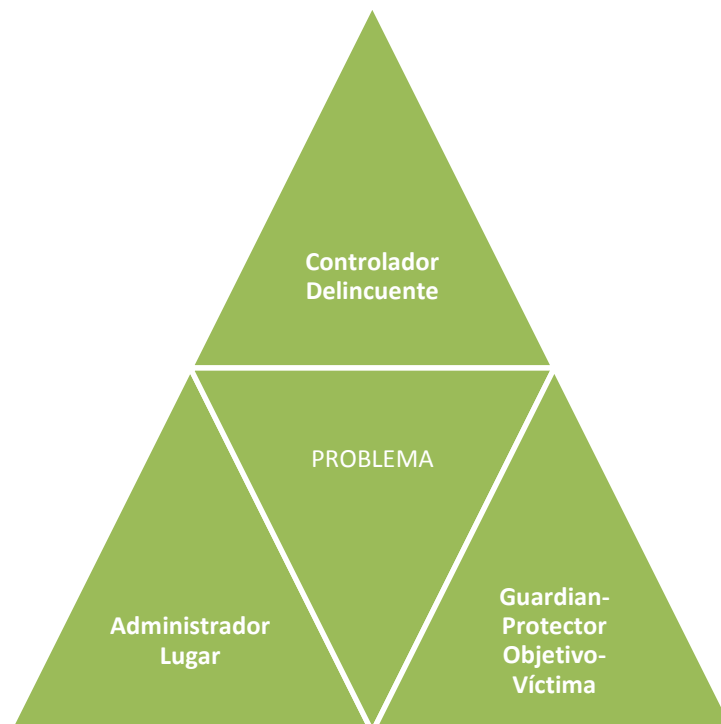 Controlador
Delincuente
PROBLEMA
Administrador
Lugar
Guardian-
Protector
Objetivo-
Víctima